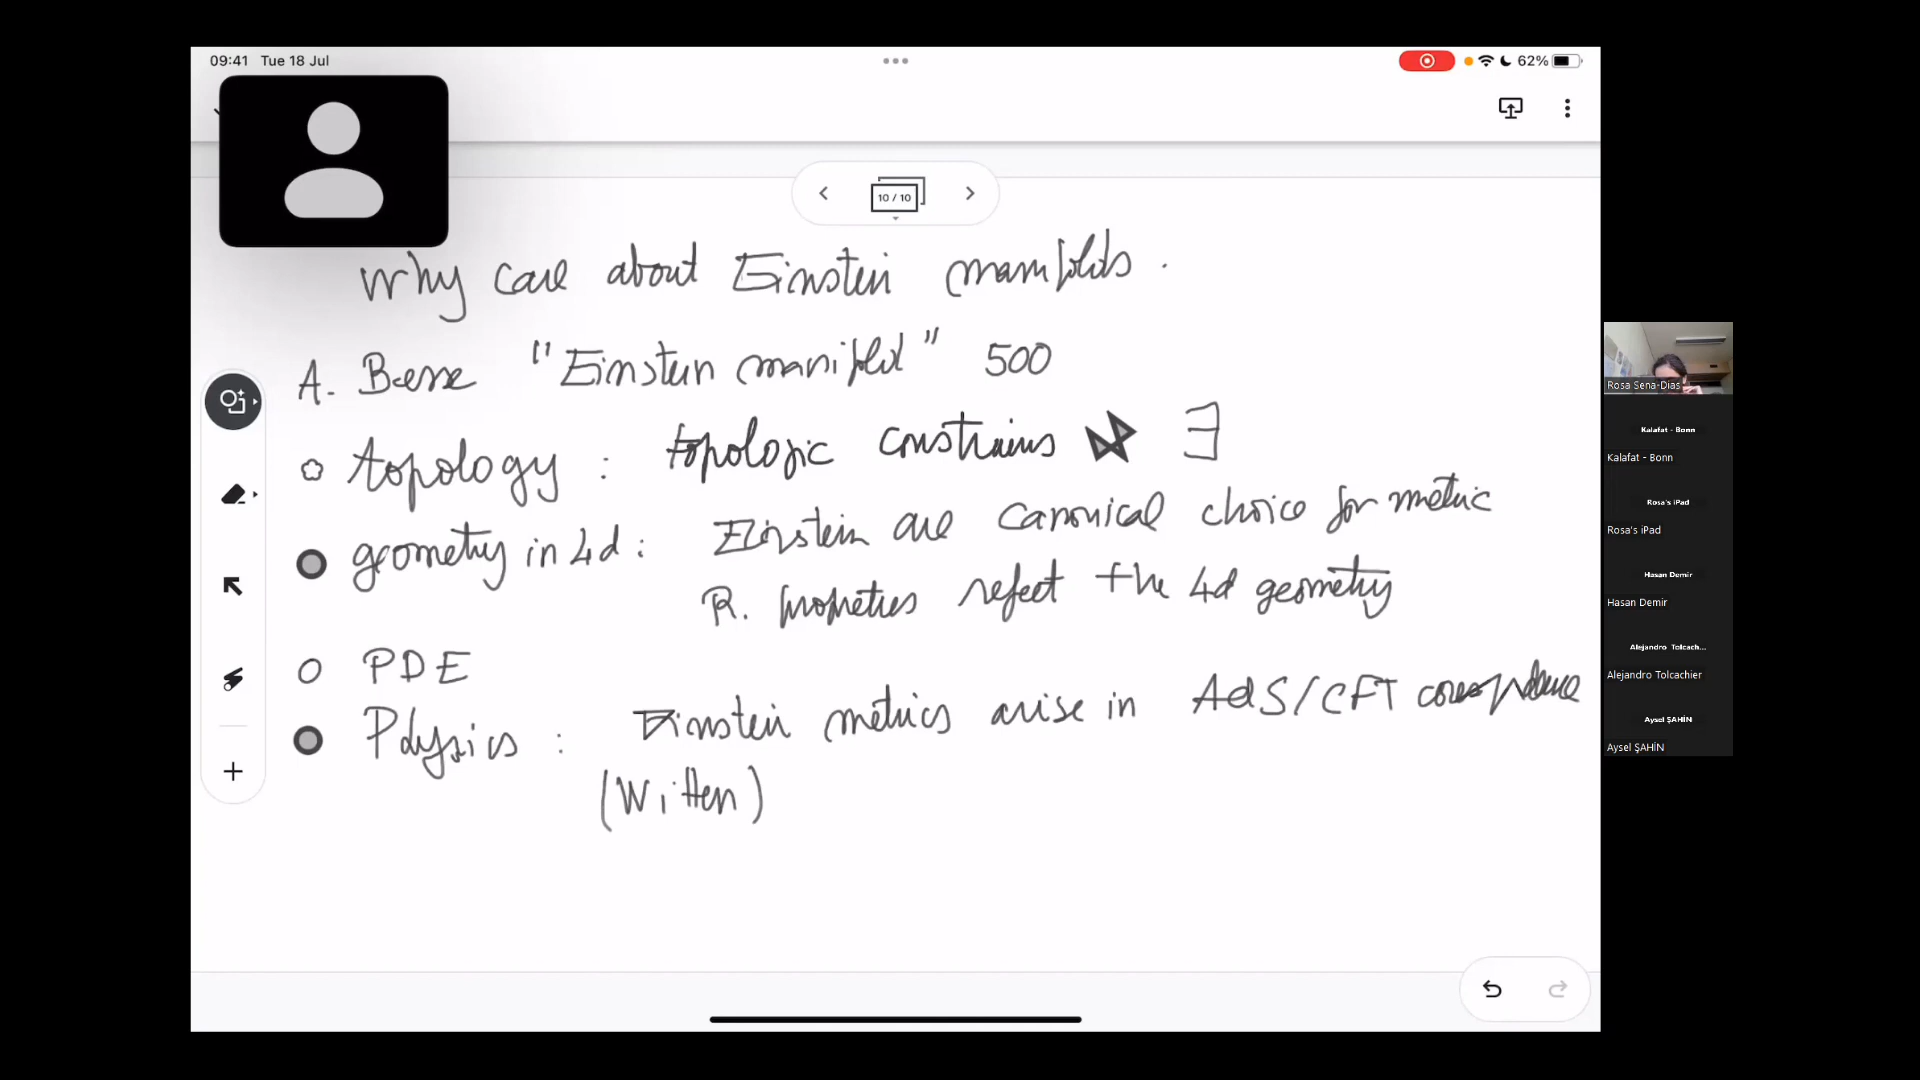 09:41 Tue 18 Jul
62%
10 / 10
Why care about Einstein manifolds.
A. Besse "Einstein manifold" 500
topology : topologic constrains ∃
geometry in 4d : Einstein are canonical choice for metric
R. properties refect the 4d geometry
PDE
Physics : Einstein metrics arise in AdS/CFT correspondence
(Witten)
Rosa Sena-Dias
Kalafat - Bonn
Kalafat - Bonn
Rosa's iPad
Rosa's iPad
Hasan Demir
Hasan Demir
Alejandro Tolcach...
Alejandro Tolcachier
Aysel ŞAHİN
Aysel ŞAHİN